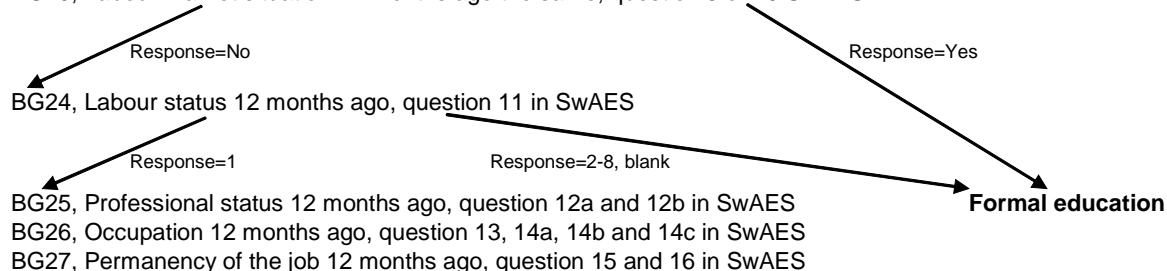 Response=No
Response=Yes
BG24, Labour status 12 months ago, question 11 in SwAES
Response=1
Response=2-8, blank
BG25, Professional status 12 months ago, question 12a and 12b in SwAES
Formal education
BG26, Occupation 12 months ago, question 13, 14a, 14b and 14c in SwAES
BG27, Permanency of the job 12 months ago, question 15 and 16 in SwAES